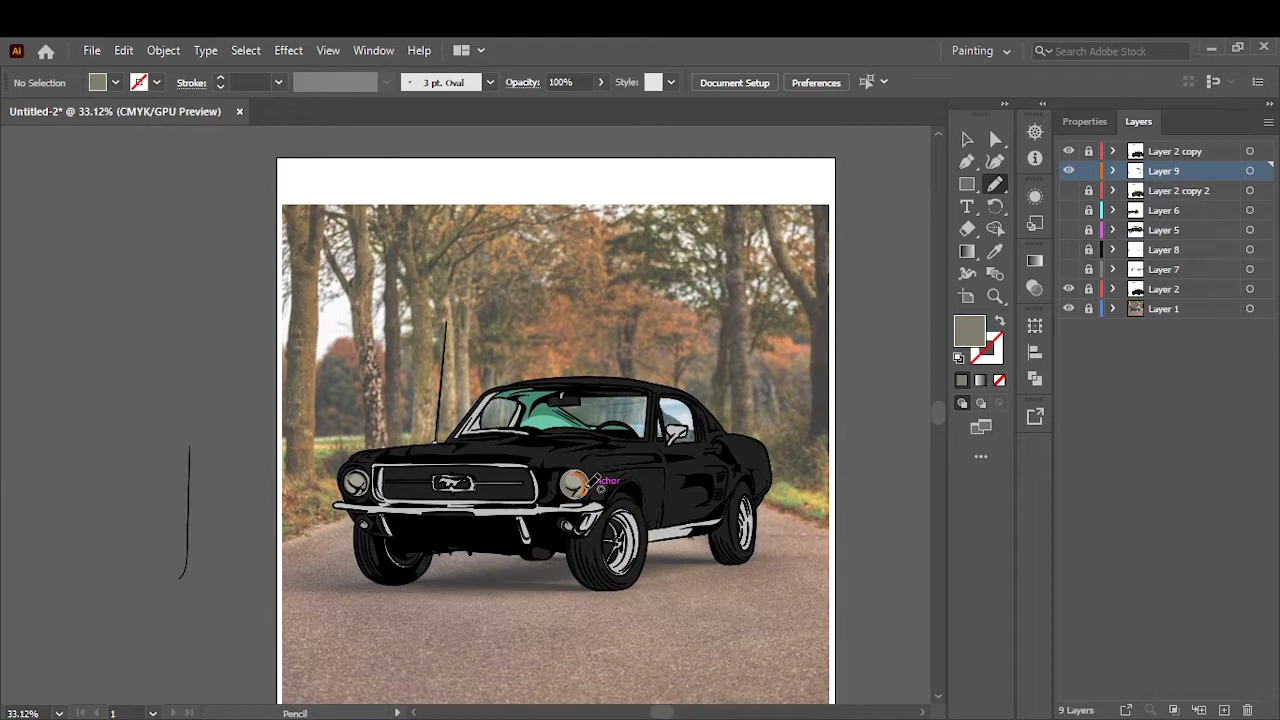 Ai File Edit Object Type Select Effect View Window Help Painting Search Adobe Stock
No Selection Stroke: 3 pt. Oval Opacity: 100% Style: Document Setup Preferences
Untitled-2* @ 33.12% (CMYK/GPU Preview)
Properties Layers
Layer 2 copy
Layer 9
Layer 2 copy 2
Layer 6
Layer 5
Layer 8
Layer 7
Layer 2
Layer 1
33.12% 1 Pencil 9 Layers